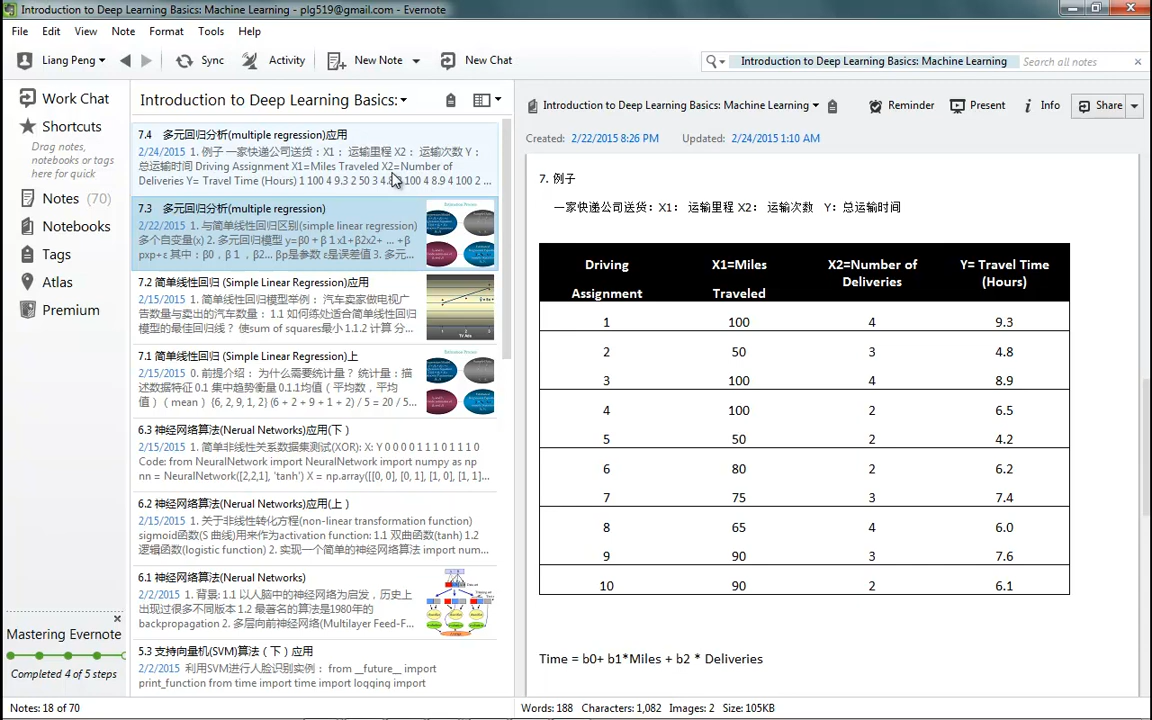 Introduction to Deep Learning Basics: Machine Learning - plg519@gmail.com - Evernote
File Edit View Note Format Tools Help
Liang Peng Sync Activity New Note New Chat
Introduction to Deep Learning Basics: Machine Learning Search all notes
Work Chat
Shortcuts
Drag notes,
notebooks or tags
here for quick
Notes (70)
Notebooks
Tags
Atlas
Premium
Mastering Evernote
Completed 4 of 5 steps
Introduction to Deep Learning Basics:
7.4 多元回归分析(multiple regression)应用
2/24/2015 1. 例子 一家快递公司送货：X1： 运输里程 X2： 运输次数 Y：
总运输时间 Driving Assignment X1=Miles Traveled X2=Number of
Deliveries Y= Travel Time (Hours) 1 100 4 9.3 2 50 3 4.8 100 4 8.9 4 100 2 ...
7.3 多元回归分析(multiple regression)
2/22/2015 1. 与简单线性回归区别(simple linear regression)
多个自变量(x) 2. 多元回归模型 y=β0＋β１x1+β2x2+ ... +β
pxp+ε 其中：β0，β１，β2... βp是参数 ε是误差值 3. 多元...
7.2 简单线性回归 (Simple Linear Regression)应用
2/15/2015 1. 简单线性回归模型举例： 汽车卖家做电视广
告数量与卖出的汽车数量： 1.1 如何练处适合简单线性回归
模型的最佳回归线？ 使sum of squares最小 1.1.2 计算 分...
7.1 简单线性回归 (Simple Linear Regression)上
2/15/2015 0. 前提介绍： 为什么需要统计量？ 统计量：描
述数据特征 0.1 集中趋势衡量 0.1.1均值（平均数，平均
值）（mean） {6, 2, 9, 1, 2} (6 + 2 + 9 + 1 + 2) / 5 = 20 / 5...
6.3 神经网络算法(Nerual Networks)应用(下 )
2/15/2015 1. 简单非线性关系数据集测试(XOR): X: Y 0 0 0 0 1 1 1 0 1 1 1 0
Code: from NeuralNetwork import NeuralNetwork import numpy as np
nn = NeuralNetwork([2,2,1], 'tanh') X = np.array([[0, 0], [0, 1], [1, 0], [1, 1]...
6.2 神经网络算法(Nerual Networks)应用(上 )
2/15/2015 1. 关于非线性转化方程(non-linear transformation function)
sigmoid函数(S 曲线)用来作为activation function: 1.1 双曲函数(tanh) 1.2
逻辑函数(logistic function) 2. 实现一个简单的神经网络算法 import num...
6.1 神经网络算法(Nerual Networks)
2/2/2015 1. 背景: 1.1 以人脑中的神经网络为启发，历史上
出现过很多不同版本 1.2 最著名的算法是1980年的
backpropagation 2. 多层向前神经网络(Multilayer Feed-F...
5.3 支持向量机(SVM)算法（下）应用
2/2/2015 利用SVM进行人脸识别实例： from __future__ import
print_function from time import time import logging import
Notes: 18 of 70
Introduction to Deep Learning Basics: Machine Learning Reminder Present Info Share
Created: 2/22/2015 8:26 PM Updated: 2/24/2015 1:10 AM
7. 例子
一家快递公司送货：X1： 运输里程 X2： 运输次数 Y：总运输时间
Driving Assignment X1=Miles Traveled X2=Number of Deliveries Y= Travel Time (Hours)
1 100 4 9.3
2 50 3 4.8
3 100 4 8.9
4 100 2 6.5
5 50 2 4.2
6 80 2 6.2
7 75 3 7.4
8 65 4 6.0
9 90 3 7.6
10 90 2 6.1
Time = b0+ b1*Miles + b2 * Deliveries
Words: 188 Characters: 1,082 Images: 2 Size: 105KB